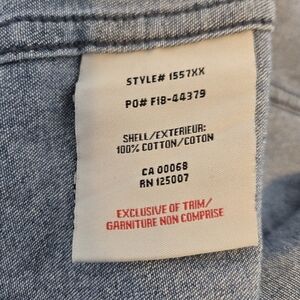 STYLE# 1557XX
PO# F18-44379
SHELL/EXTERIEUR:
100% COTTON/COTON
CA 00068
RN 125007
EXCLUSIVE OF TRIM/
GARNITURE NON COMPRISE